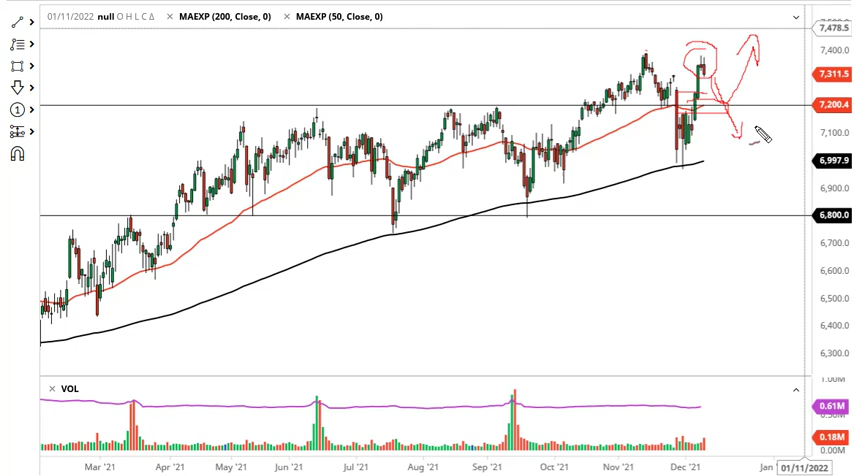 01/11/2022 null O H L C Δ × MAEXP (200, Close, 0) × MAEXP (50, Close, 0)
7,478.5
7,400.0
7,311.5
7,200.4
7,100.0
6,997.9
6,900.0
6,800.0
6,700.0
6,600.0
6,500.0
6,400.0
6,300.0
1
× VOL
1.00M
0.61M
0.18M
0.00M
Mar '21 Apr '21 May '21 Jun '21 Jul '21 Aug '21 Sep '21 Oct '21 Nov '21 Dec '21 Jan 01/11/2022